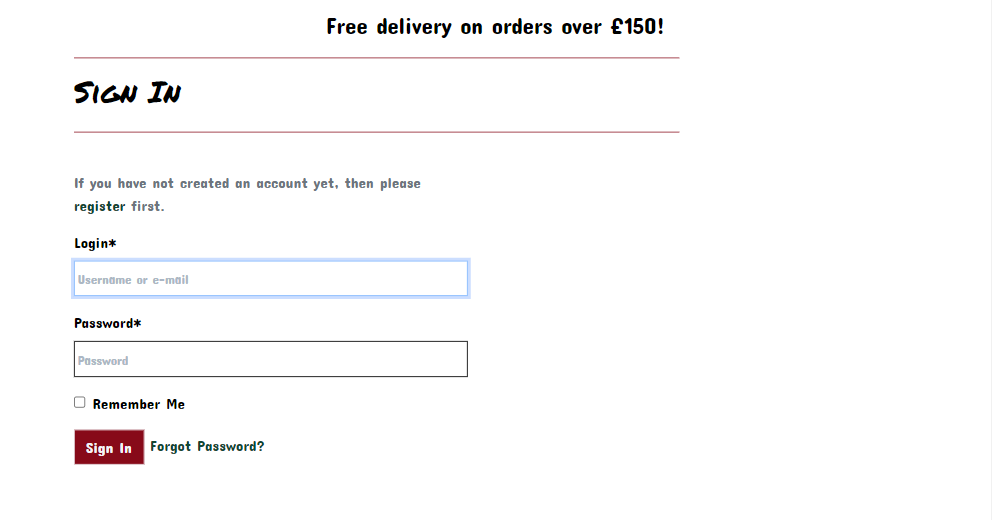 Free delivery on orders over £150!
Sign In
If you have not created an account yet, then please
register first.
Login*
Username or e-mail
Password*
Password
Remember Me
Sign In Forgot Password?